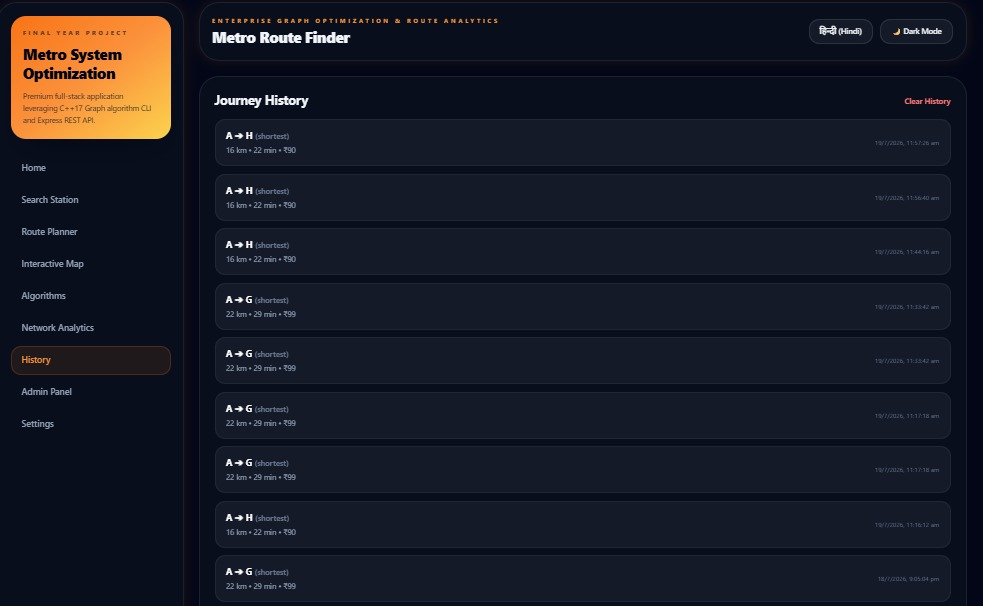 FINAL YEAR PROJECT
Metro System
Optimization
Premium full-stack application
leveraging C++17 Graph algorithm CLI
and Express REST API.
Home
Search Station
Route Planner
Interactive Map
Algorithms
Network Analytics
History
Admin Panel
Settings
ENTERPRISE GRAPH OPTIMIZATION & ROUTE ANALYTICS
Metro Route Finder
हिन्दी (Hindi)
🌙 Dark Mode
Journey History
Clear History
A ➔ H (shortest)
16 km • 22 min • ₹90
19/7/2026, 11:57:26 am
A ➔ H (shortest)
16 km • 22 min • ₹90
19/7/2026, 11:56:40 am
A ➔ H (shortest)
16 km • 22 min • ₹90
19/7/2026, 11:44:16 am
A ➔ G (shortest)
22 km • 29 min • ₹99
19/7/2026, 11:33:42 am
A ➔ G (shortest)
22 km • 29 min • ₹99
19/7/2026, 11:33:42 am
A ➔ G (shortest)
22 km • 29 min • ₹99
19/7/2026, 11:17:18 am
A ➔ G (shortest)
22 km • 29 min • ₹99
19/7/2026, 11:17:18 am
A ➔ H (shortest)
16 km • 22 min • ₹90
19/7/2026, 11:16:12 am
A ➔ G (shortest)
22 km • 29 min • ₹99
18/7/2026, 9:05:04 pm